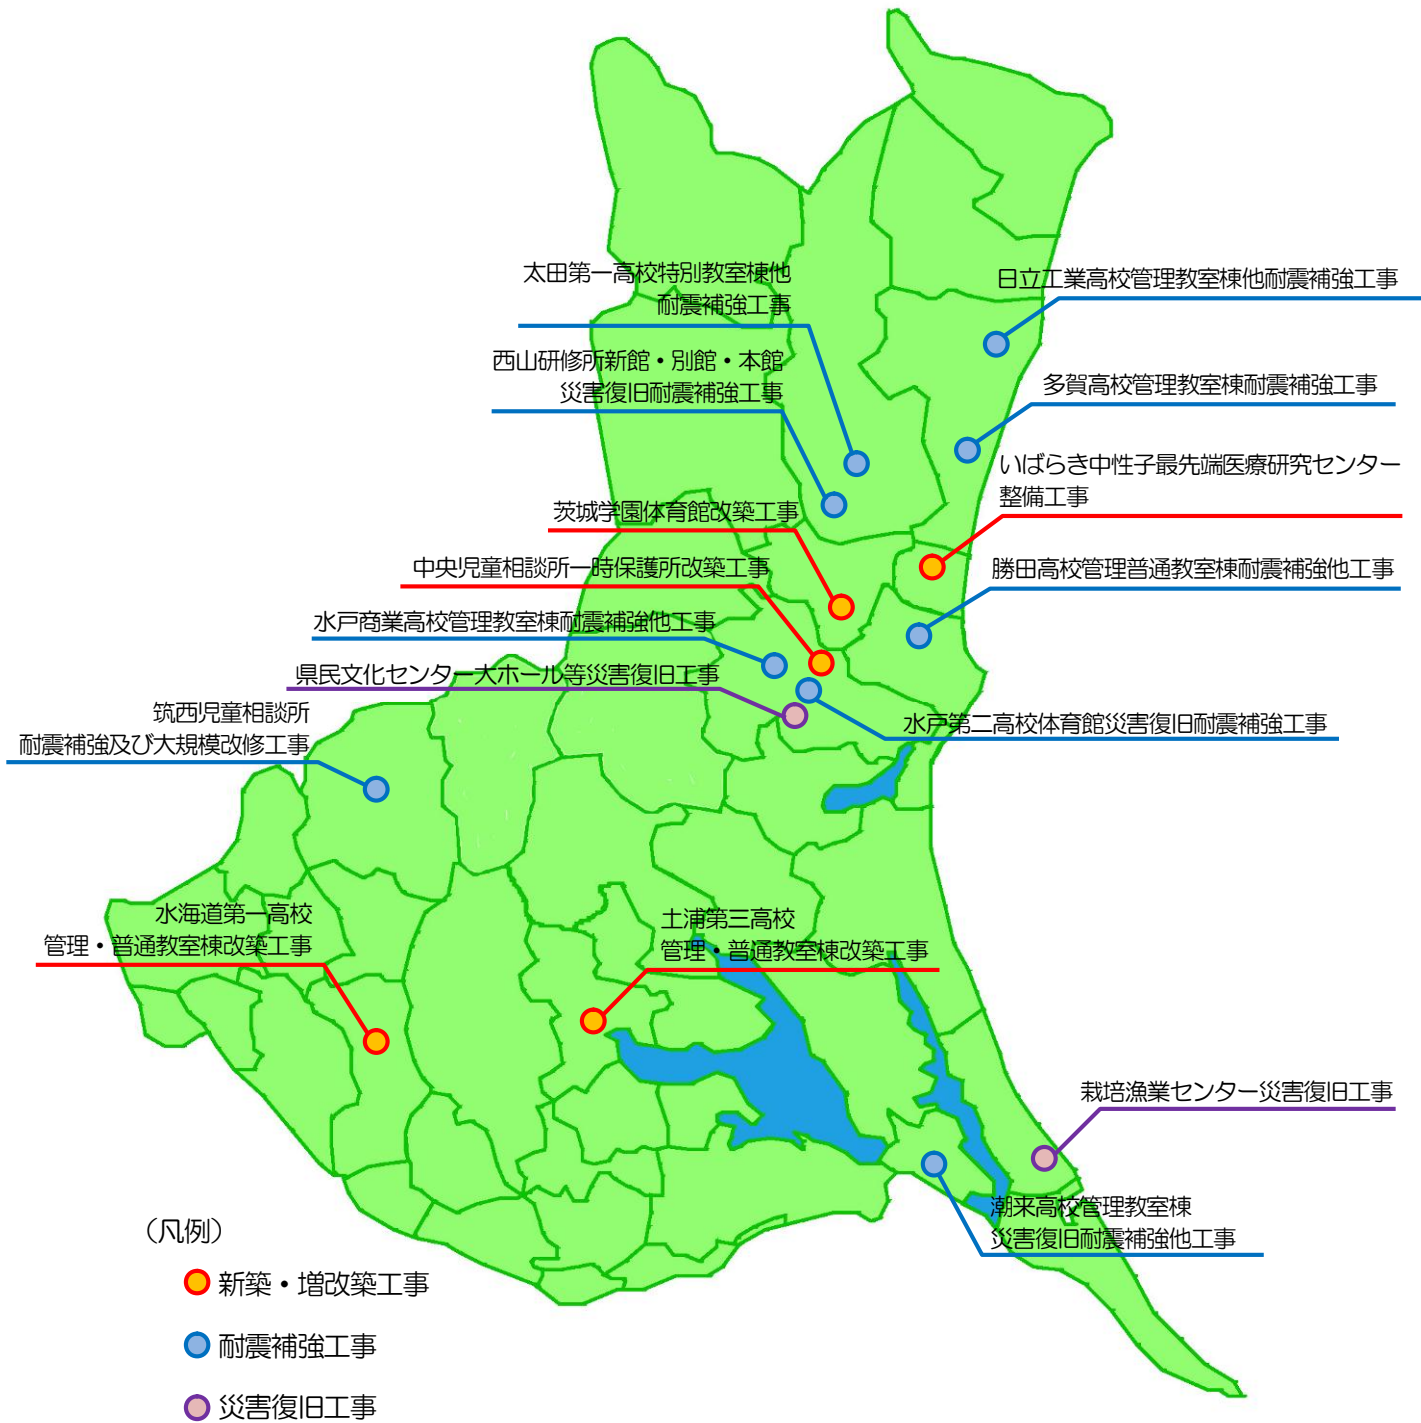 太田第一高校特別教室棟他
耐震補強工事
日立工業高校管理教室棟他耐震補強工事
西山研修所新館・別館・本館
災害復旧耐震補強工事
多賀高校管理教室棟耐震補強工事
いばらき中性子最先端医療研究センター
整備工事
茨城学園体育館改築工事
中央児童相談所一時保護所改築工事
勝田高校管理普通教室棟耐震補強他工事
水戸商業高校管理教室棟耐震補強他工事
県民文化センター大ホール等災害復旧工事
筑西児童相談所
耐震補強及び大規模改修工事
水戸第二高校体育館災害復旧耐震補強工事
水海道第一高校
管理・普通教室棟改築工事
土浦第三高校
管理・普通教室棟改築工事
栽培漁業センター災害復旧工事
潮来高校管理教室棟
災害復旧耐震補強他工事
（凡例）
新築・増改築工事
耐震補強工事
災害復旧工事